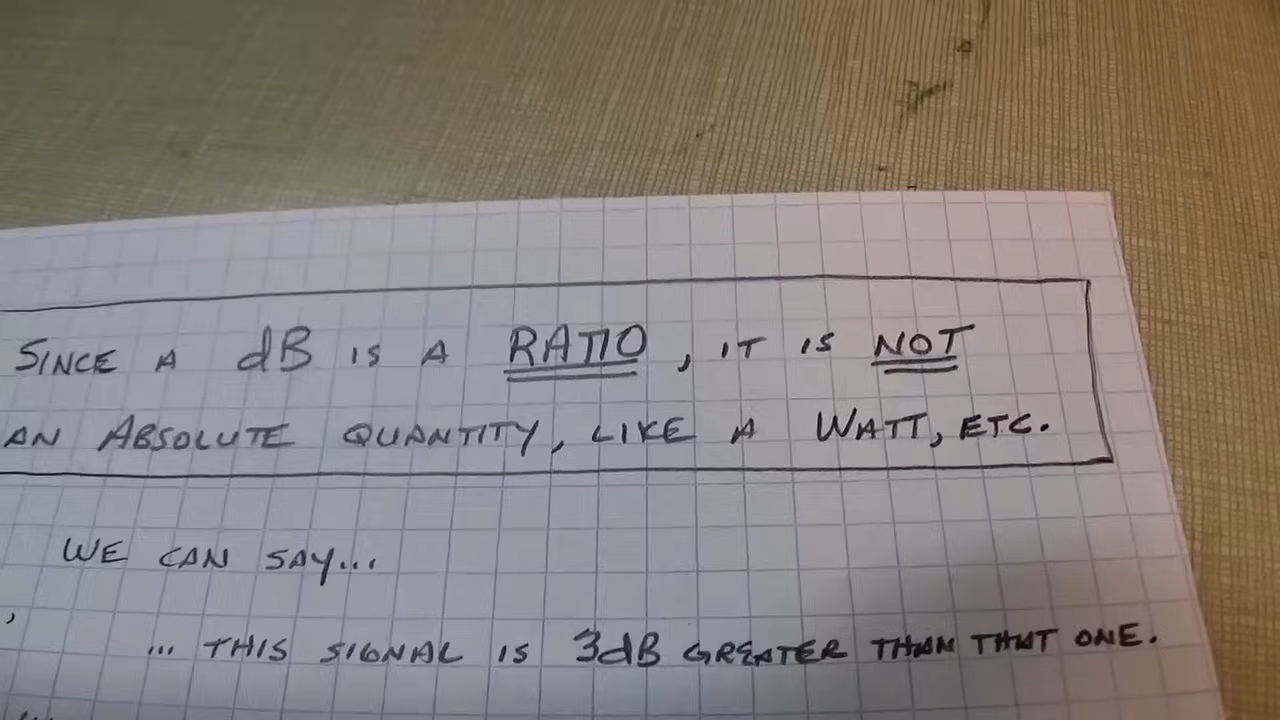 SINCE A dB IS A RATIO, IT IS NOT
AN ABSOLUTE QUANTITY, LIKE A WATT, ETC.
WE CAN SAY...
... THIS SIGNAL IS 3dB GREATER THAN THAT ONE.